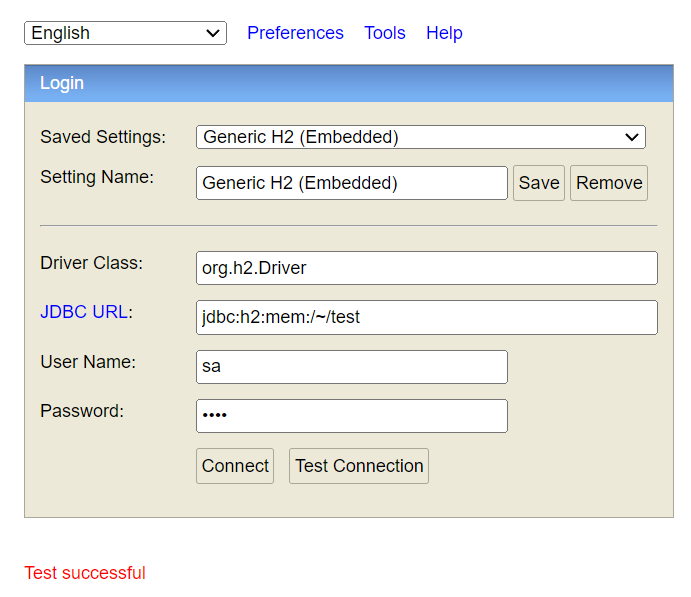 English Preferences Tools Help
Login
Saved Settings: Generic H2 (Embedded)
Setting Name: Generic H2 (Embedded) Save Remove
Driver Class: org.h2.Driver
JDBC URL: jdbc:h2:mem:/~/test
User Name: sa
Password: ••••
Connect Test Connection
Test successful